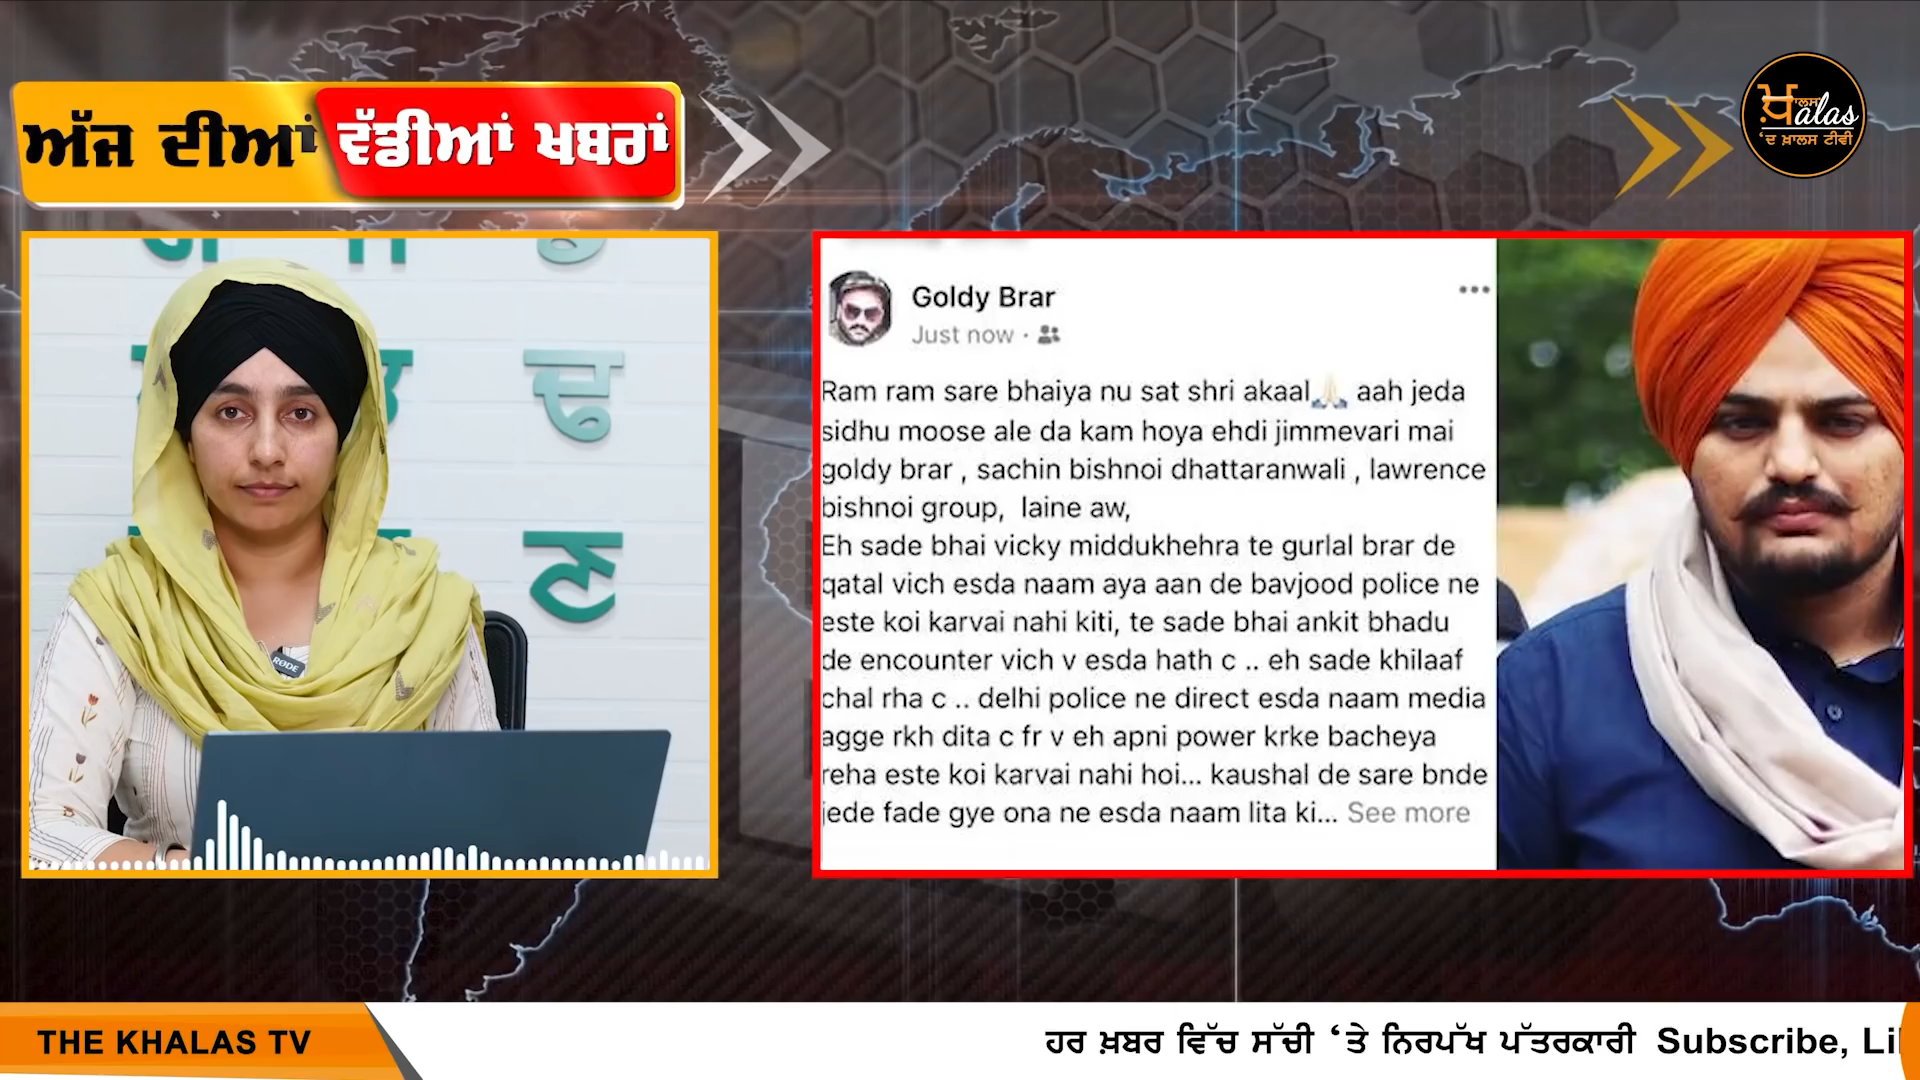 ਅੱਜ ਦੀਆਂ ਵੱਡੀਆਂ ਖਬਰਾਂ
ਖ਼ਾਲਸ alas
‘ਦ ਖ਼ਾਲਸ ਟੀਵੀ
ਢ
ਲ
RØDE
Goldy Brar
Just now ·
Ram ram sare bhaiya nu sat shri akaal🙏🏻 aah jeda
sidhu moose ale da kam hoya ehdi jimmevari mai
goldy brar , sachin bishnoi dhattaranwali , lawrence
bishnoi group,  laine aw,
Eh sade bhai vicky middukhehra te gurlal brar de
qatal vich esda naam aya aan de bavjood police ne
este koi karvai nahi kiti, te sade bhai ankit bhadu
de encounter vich v esda hath c .. eh sade khilaaf
chal rha c .. delhi police ne direct esda naam media
agge rkh dita c fr v eh apni power krke bacheya
reha este koi karvai nahi hoi... kaushal de sare bnde
jede fade gye ona ne esda naam lita ki... See more
THE KHALAS TV
ਹਰ ਖ਼ਬਰ ਵਿੱਚ ਸੱਚੀ ‘ਤੇ ਨਿਰਪੱਖ ਪੱਤਰਕਾਰੀ  Subscribe, Li